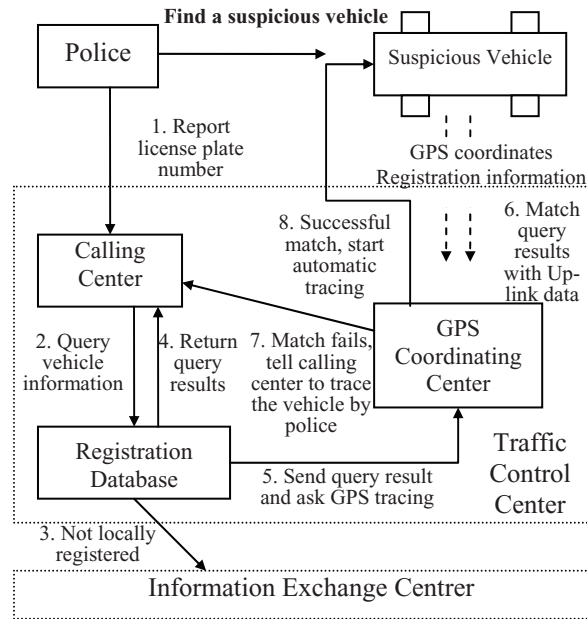 Find a suspicious vehicle
Police
Suspicious Vehicle
1. Report
license plate
number
GPS coordinates
Registration information
8. Successful
match, start
automatic
tracing
6. Match
query
results
with Up-
link data
Calling
Center
2. Query
vehicle
information
4. Return
query
results
7. Match fails,
tell calling
center to trace
the vehicle by
police
GPS
Coordinating
Center
Registration
Database
5. Send query result
and ask GPS tracing
Traffic
Control
Center
3. Not locally
registered
Information Exchange Centrer